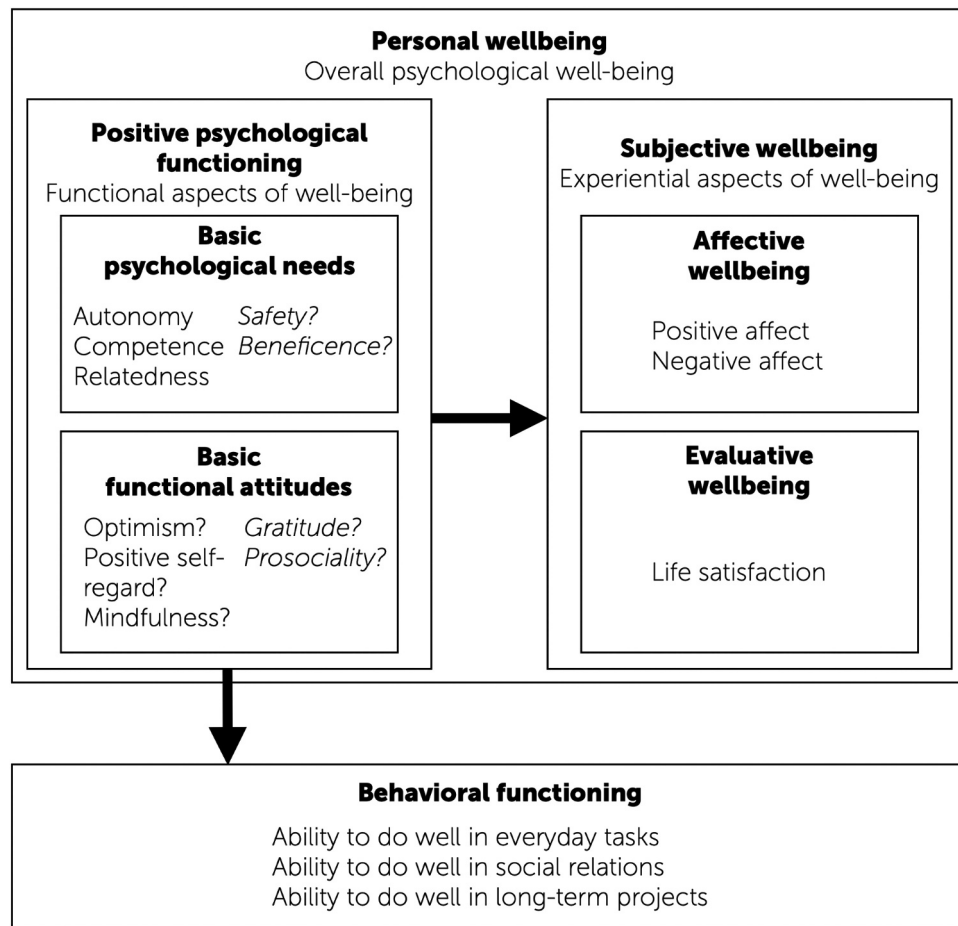 Personal wellbeing
Overall psychological well-being
Positive psychological
functioning
Functional aspects of well-being
Basic
psychological needs
Autonomy
Competence
Relatedness
Safety?
Beneficence?
Basic
functional attitudes
Optimism?
Positive self-
regard?
Mindfulness?
Gratitude?
Prosociality?
Subjective wellbeing
Experiential aspects of well-being
Affective
wellbeing
Positive affect
Negative affect
Evaluative
wellbeing
Life satisfaction
Behavioral functioning
Ability to do well in everyday tasks
Ability to do well in social relations
Ability to do well in long-term projects